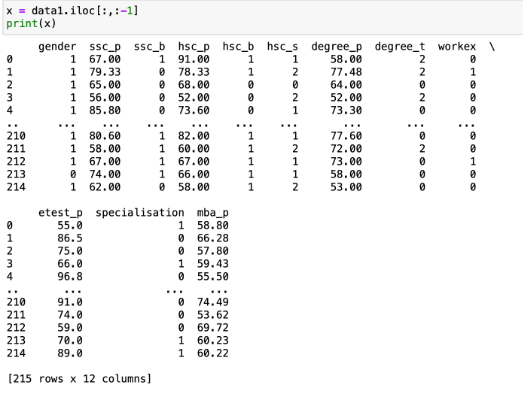 x = data1.iloc[:,:-1]
print(x)
gender ssc_p ssc_b hsc_p hsc_b hsc_s degree_p degree_t workex \
0 1 67.00 1 91.00 1 1 58.00 2 0
1 1 79.33 0 78.33 1 2 77.48 2 1
2 1 65.00 0 68.00 0 0 64.00 0 0
3 1 56.00 0 52.00 0 2 52.00 2 0
4 1 85.80 0 73.60 0 1 73.30 0 0
.. ... ... ... ... ... ... ... ... ...
210 1 80.60 1 82.00 1 1 77.60 0 0
211 1 58.00 1 60.00 1 2 72.00 2 0
212 1 67.00 1 67.00 1 1 73.00 0 1
213 0 74.00 1 66.00 1 1 58.00 0 0
214 1 62.00 0 58.00 1 2 53.00 0 0
etest_p specialisation mba_p
0 55.0 1 58.80
1 86.5 0 66.28
2 75.0 0 57.80
3 66.0 1 59.43
4 96.8 0 55.50
.. ... ... ...
210 91.0 0 74.49
211 74.0 0 53.62
212 59.0 0 69.72
213 70.0 1 60.23
214 89.0 1 60.22
[215 rows x 12 columns]